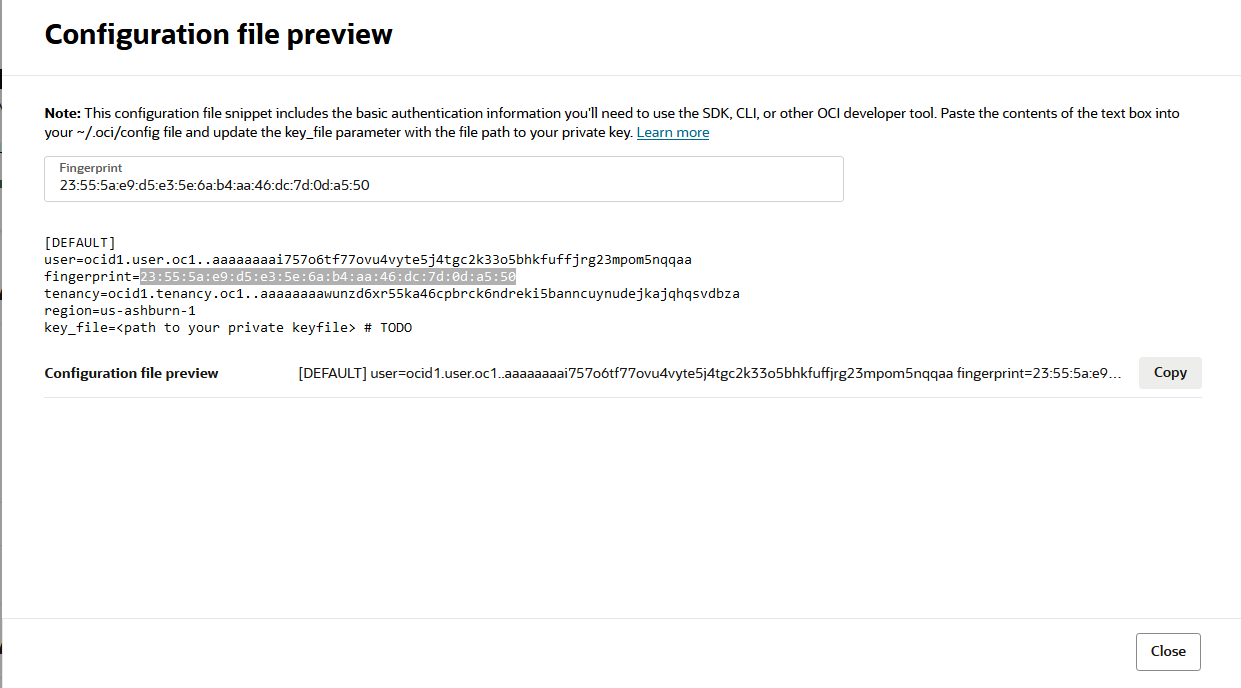 Configuration file preview
Note: This configuration file snippet includes the basic authentication information you'll need to use the SDK, CLI, or other OCI developer tool. Paste the contents of the text box into
your ~/.oci/config file and update the key_file parameter with the file path to your private key. Learn more
Fingerprint
23:55:5a:e9:d5:e3:5e:6a:b4:aa:46:dc:7d:0d:a5:50
[DEFAULT]
user=ocid1.user.oc1..aaaaaaaai757o6tf77ovu4vyte5j4tgc2k33o5bhkfuffjrg23mpom5nqqaa
fingerprint=23:55:5a:e9:d5:e3:5e:6a:b4:aa:46:dc:7d:0d:a5:50
tenancy=ocid1.tenancy.oc1..aaaaaaaawunzd6xr55ka46cpbrck6ndreki5banncuynudejkajqhqsvdbza
region=us-ashburn-1
key_file=<path to your private keyfile> # TODO
Configuration file preview [DEFAULT] user=ocid1.user.oc1..aaaaaaaai757o6tf77ovu4vyte5j4tgc2k33o5bhkfuffjrg23mpom5nqqaa fingerprint=23:55:5a:e9... Copy
Close